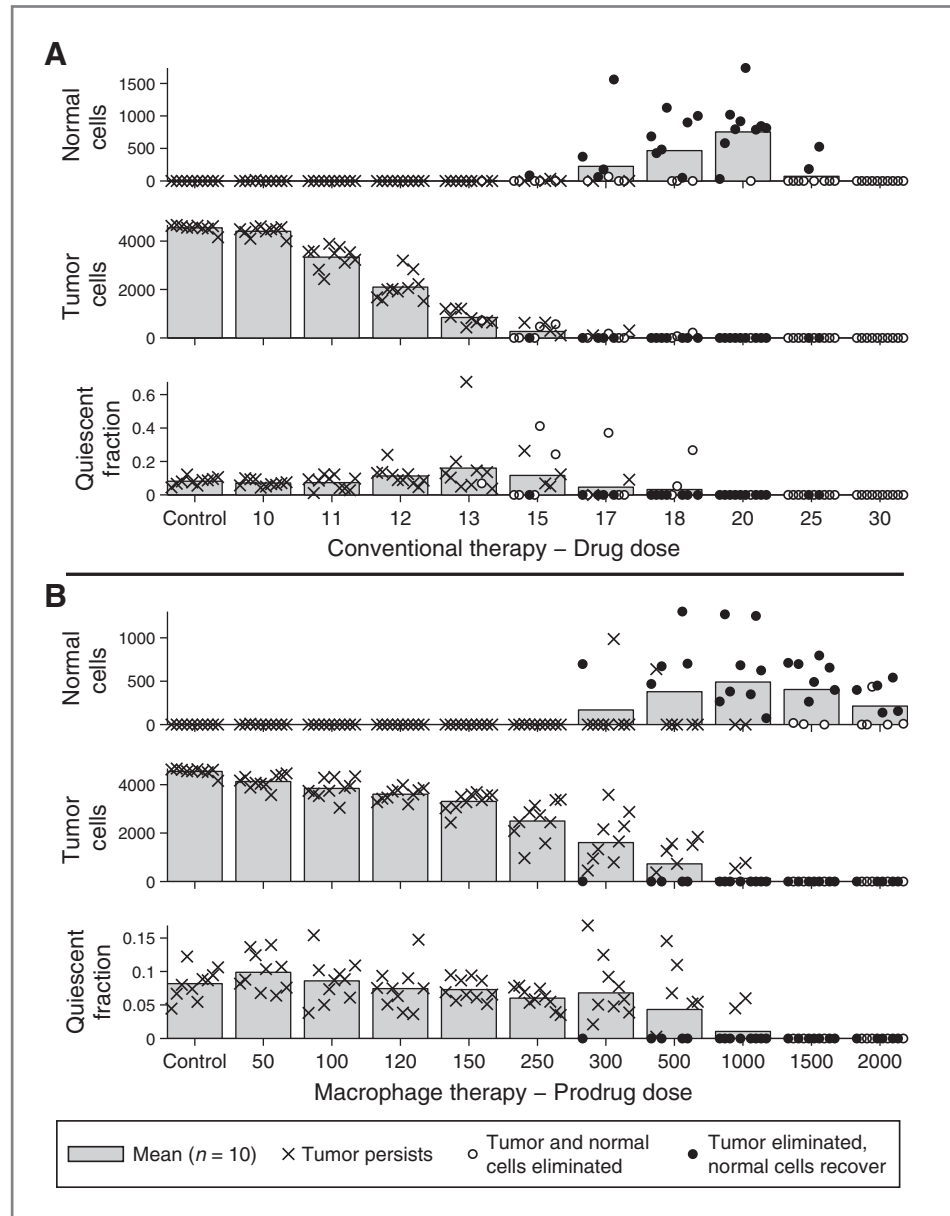 A
Normal
cells
1500
1000
500
0
Tumor
cells
4000
2000
0
Quiescent
fraction
0.6
0.4
0.2
0
Control 10 11 12 13 15 17 18 20 25 30
Conventional therapy – Drug dose
B
Normal
cells
1000
500
0
Tumor
cells
4000
2000
0
Quiescent
fraction
0.15
0.1
0.05
0
Control 50 100 120 150 250 300 500 1000 1500 2000
Macrophage therapy – Prodrug dose
Mean (n = 10)
Tumor persists
Tumor and normal
cells eliminated
Tumor eliminated,
normal cells recover